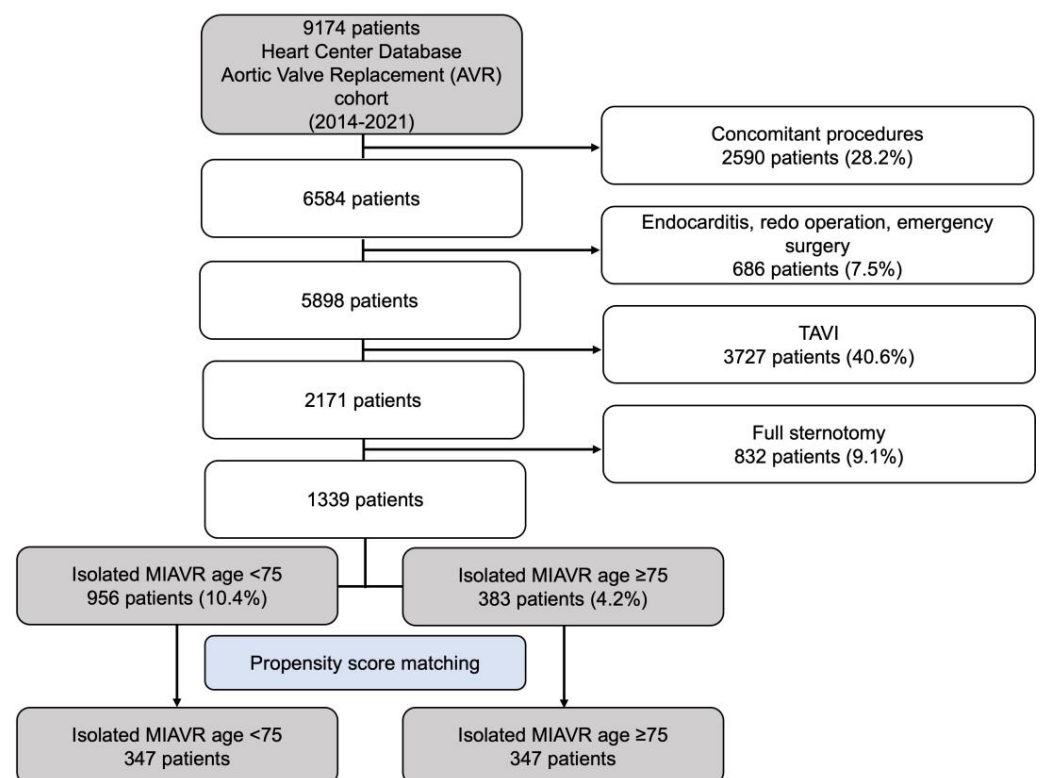 9174 patients
Heart Center Database
Aortic Valve Replacement (AVR)
cohort
(2014-2021)
Concomitant procedures
2590 patients (28.2%)
6584 patients
Endocarditis, redo operation, emergency
surgery
686 patients (7.5%)
5898 patients
TAVI
3727 patients (40.6%)
2171 patients
Full sternotomy
832 patients (9.1%)
1339 patients
Isolated MIAVR age <75
956 patients (10.4%)
Isolated MIAVR age ≥75
383 patients (4.2%)
Propensity score matching
Isolated MIAVR age <75
347 patients
Isolated MIAVR age ≥75
347 patients